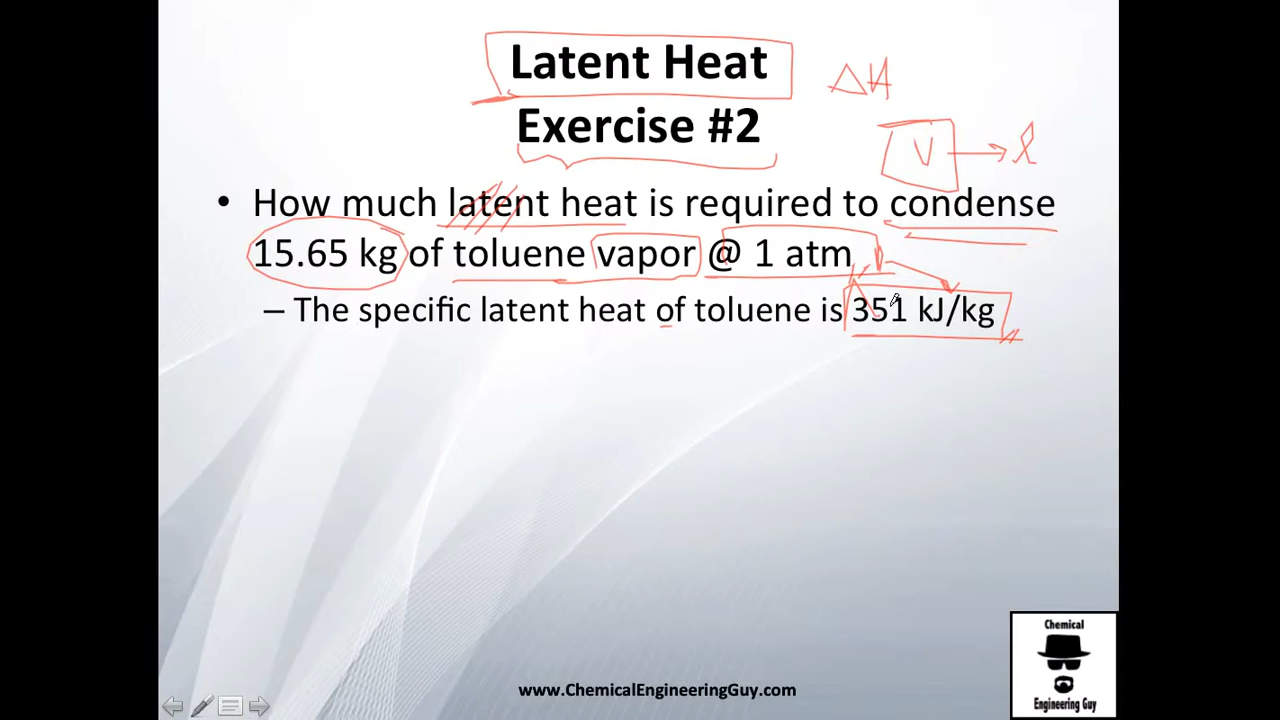 Latent Heat
ΔH
Exercise #2
V → l
• How much latent heat is required to condense
15.65 kg of toluene vapor @ 1 atm
– The specific latent heat of toluene is 351 kJ/kg
Chemical
Engineering Guy
www.ChemicalEngineeringGuy.com